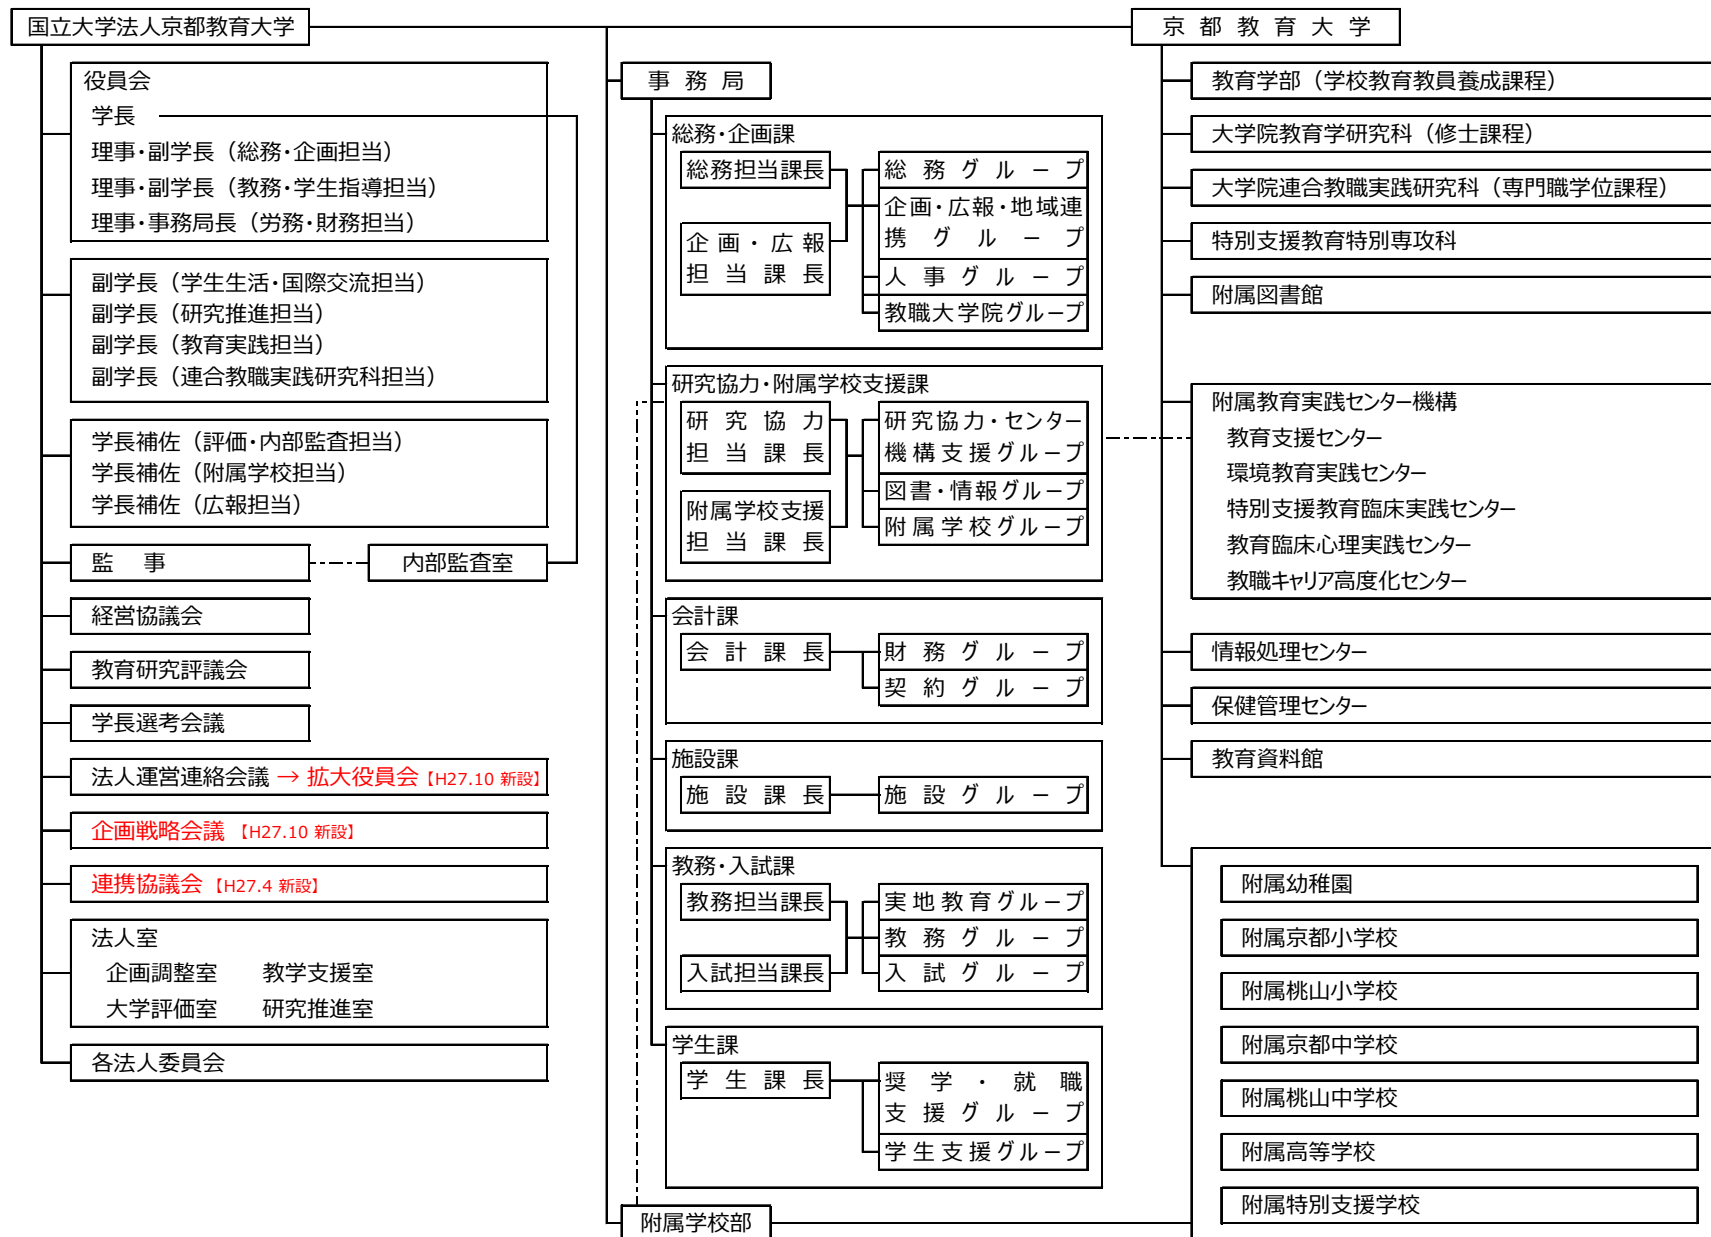 国立大学法人京都教育大学
役員会
学長
理事・副学長（総務・企画担当）
理事・副学長（教務・学生指導担当）
理事・事務局長（労務・財務担当）
副学長（学生生活・国際交流担当）
副学長（研究推進担当）
副学長（教育実践担当）
副学長（連合教職実践研究科担当）
学長補佐（評価・内部監査担当）
学長補佐（附属学校担当）
学長補佐（広報担当）
監　事
内部監査室
経営協議会
教育研究評議会
学長選考会議
法人運営連絡会議 → 拡大役員会【H27.10 新設】
企画戦略会議 【H27.10 新設】
連携協議会 【H27.4 新設】
法人室
企画調整室　教学支援室
大学評価室　研究推進室
各法人委員会
事 務 局
総務・企画課
総務担当課長
企 画 ・ 広 報
担 当 課 長
総 務 グ ル ー プ
企画・広報・地域連
携 グ ル ー プ
人 事 グ ル ー プ
教職大学院グループ
研究協力・附属学校支援課
研 究 協 力
担 当 課 長
附属学校支援
担 当 課 長
研究協力・センター
機構支援グループ
図書・情報グループ
附 属 学 校 グ ル ー プ
会計課
会 計 課 長
財 務 グ ル ー プ
契 約 グ ル ー プ
施設課
施 設 課 長
施 設 グ ル ー プ
教務・入試課
教務担当課長
入試担当課長
実 地 教 育 グ ル ー プ
教 務 グ ル ー プ
入 試 グ ル ー プ
学生課
学 生 課 長
奨 学 ・ 就 職
支 援 グ ル ー プ
学 生 支 援 グ ル ー プ
附属学校部
京 都 教 育 大 学
教育学部（学校教育教員養成課程）
大学院教育学研究科（修士課程）
大学院連合教職実践研究科（専門職学位課程）
特別支援教育特別専攻科
附属図書館
附属教育実践センター機構
教育支援センター
環境教育実践センター
特別支援教育臨床実践センター
教育臨床心理実践センター
教職キャリア高度化センター
情報処理センター
保健管理センター
教育資料館
附属幼稚園
附属京都小学校
附属桃山小学校
附属京都中学校
附属桃山中学校
附属高等学校
附属特別支援学校